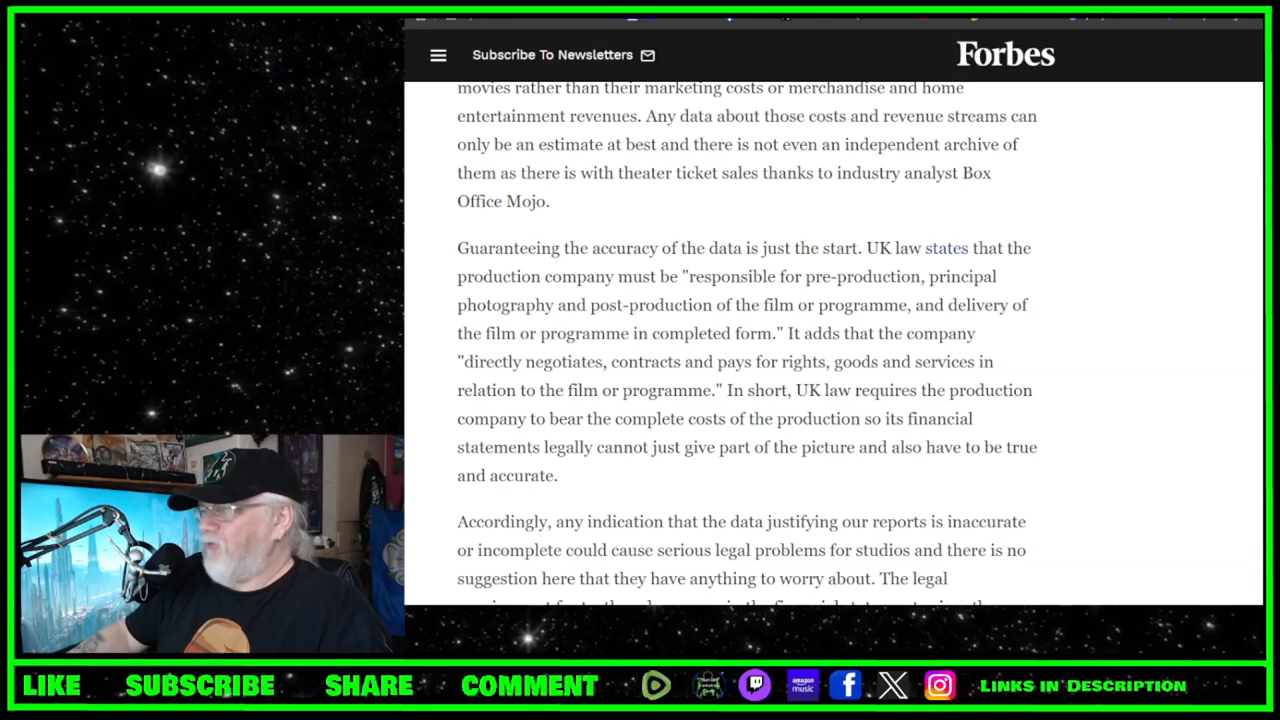 Subscribe To Newsletters
Forbes
movies rather than their marketing costs or merchandise and home
entertainment revenues. Any data about those costs and revenue streams can
only be an estimate at best and there is not even an independent archive of
them as there is with theater ticket sales thanks to industry analyst Box
Office Mojo.
Guaranteeing the accuracy of the data is just the start. UK law states that the
production company must be "responsible for pre-production, principal
photography and post-production of the film or programme, and delivery of
the film or programme in completed form." It adds that the company
"directly negotiates, contracts and pays for rights, goods and services in
relation to the film or programme." In short, UK law requires the production
company to bear the complete costs of the production so its financial
statements legally cannot just give part of the picture and also have to be true
and accurate.
Accordingly, any indication that the data justifying our reports is inaccurate
or incomplete could cause serious legal problems for studios and there is no
suggestion here that they have anything to worry about. The legal
LIKE
SUBSCRIBE
SHARE
COMMENT
amazon
music
LINKS IN DESCRIPTION